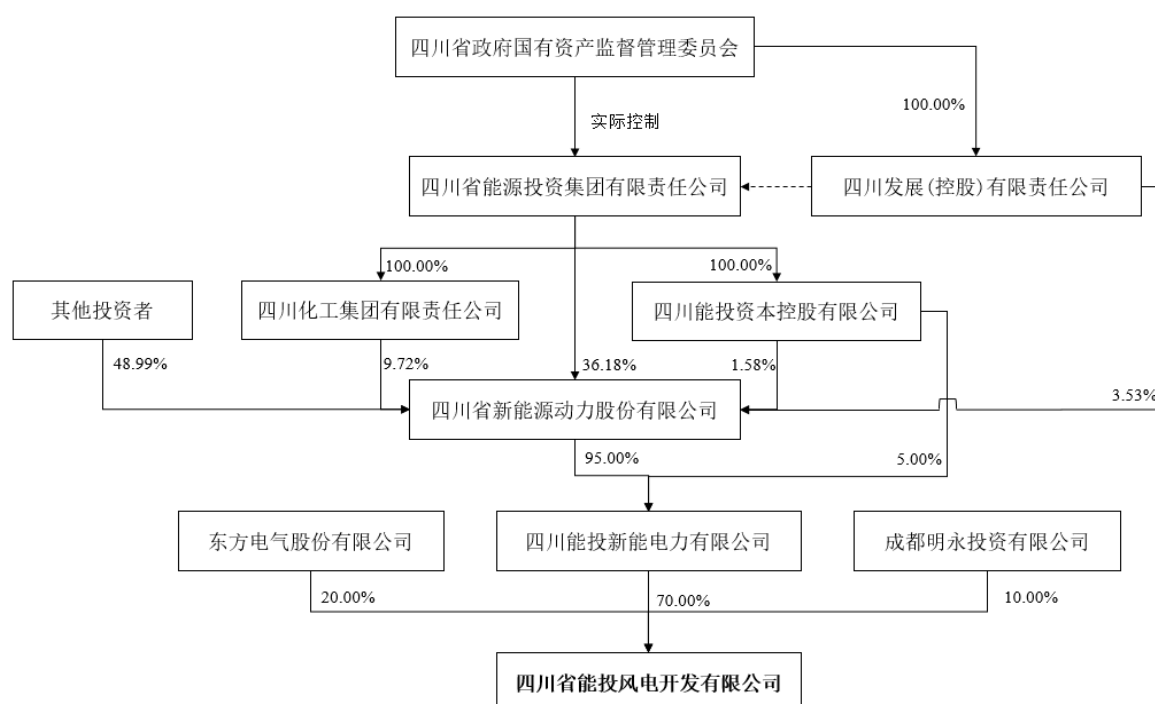 四川省政府国有资产监督管理委员会
100.00%
实际控制
四川省能源投资集团有限责任公司
四川发展(控股)有限责任公司
100.00%
100.00%
其他投资者
四川化工集团有限责任公司
四川能投资本控股有限公司
48.99%
9.72%
36.18%
1.58%
3.53%
四川省新能源动力股份有限公司
95.00%
5.00%
东方电气股份有限公司
四川能投新能电力有限公司
成都明永投资有限公司
20.00%
70.00%
10.00%
四川省能投风电开发有限公司